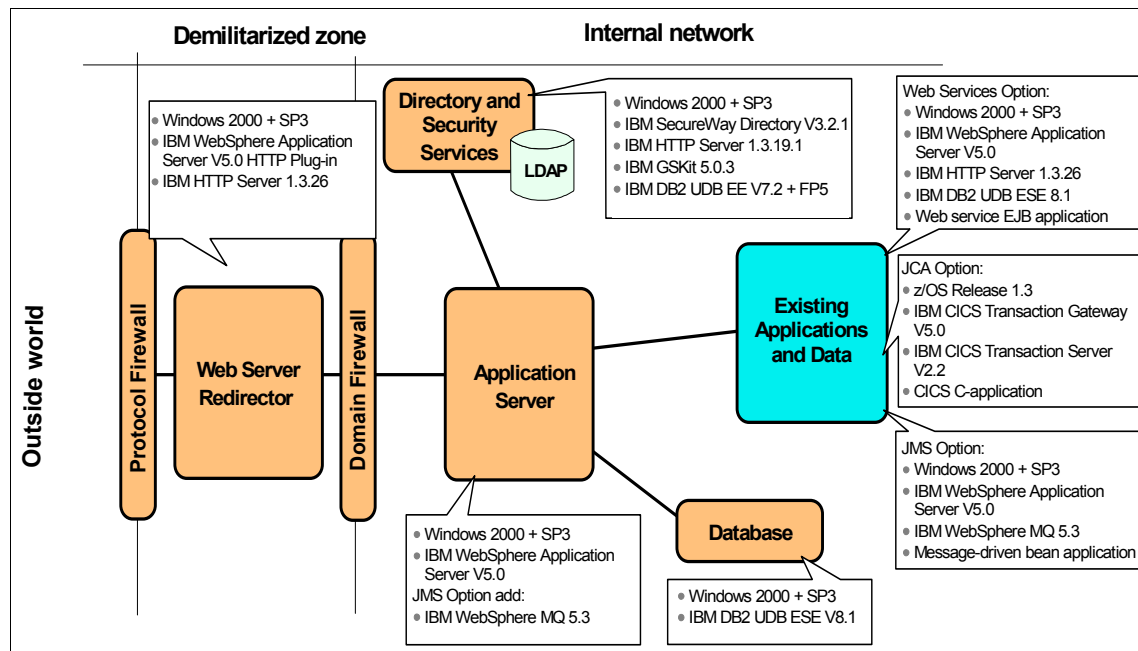 Demilitarized zone
Internal network
Outside world
Protocol Firewall
Windows 2000 + SP3
IBM WebSphere Application
Server V5.0 HTTP Plug-in
IBM HTTP Server 1.3.26
Web Server
Redirector
Domain Firewall
Directory and
Security
Services
LDAP
Windows 2000 + SP3
IBM SecureWay Directory V3.2.1
IBM HTTP Server 1.3.19.1
IBM GSKit 5.0.3
IBM DB2 UDB EE V7.2 + FP5
Application
Server
Windows 2000 + SP3
IBM WebSphere Application
Server V5.0
JMS Option add:
IBM WebSphere MQ 5.3
Existing
Applications
and Data
Database
Windows 2000 + SP3
IBM DB2 UDB ESE V8.1
Web Services Option:
Windows 2000 + SP3
IBM WebSphere Application
Server V5.0
IBM HTTP Server 1.3.26
IBM DB2 UDB ESE 8.1
Web service EJB application
JCA Option:
z/OS Release 1.3
IBM CICS Transaction Gateway
V5.0
IBM CICS Transaction Server
V2.2
CICS C-application
JMS Option:
Windows 2000 + SP3
IBM WebSphere Application
Server V5.0
IBM WebSphere MQ 5.3
Message-driven bean application